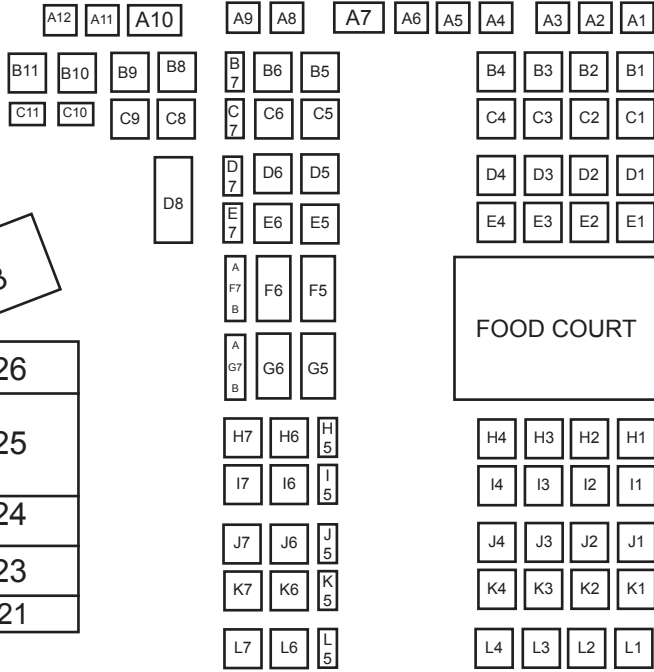 A12 A11 A10 A9 A8 A7 A6 A5 A4 A3 A2 A1
B11 B10 B9 B8 B7 B6 B5 B4 B3 B2 B1
C11 C10 C9 C8 C7 C6 C5 C4 C3 C2 C1
D8 D7 D6 D5 D4 D3 D2 D1
E7 E6 E5 E4 E3 E2 E1
A
F7
B
F6 F5
FOOD COURT
A
G7
B
G6 G5
26
25
24
23
21
H7 H6 H5 H4 H3 H2 H1
I7 I6 I5 I4 I3 I2 I1
J7 J6 J5 J4 J3 J2 J1
K7 K6 K5 K4 K3 K2 K1
L7 L6 L5 L4 L3 L2 L1